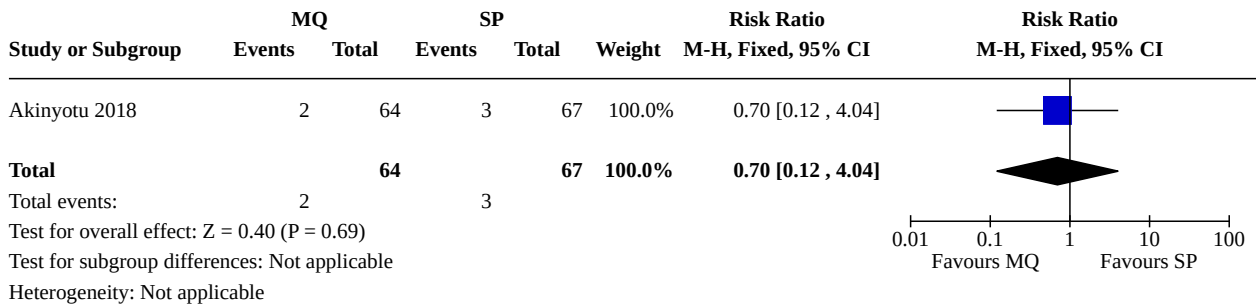 MQ SP Risk Ratio Risk Ratio
Study or Subgroup Events Total Events Total Weight M-H, Fixed, 95% CI M-H, Fixed, 95% CI
Akinyotu 2018 2 64 3 67 100.0% 0.70 [0.12 , 4.04]
Total 64 67 100.0% 0.70 [0.12 , 4.04]
Total events: 2 3
Test for overall effect: Z = 0.40 (P = 0.69)
0.01 0.1 1 10 100
Test for subgroup differences: Not applicable
Favours MQ Favours SP
Heterogeneity: Not applicable